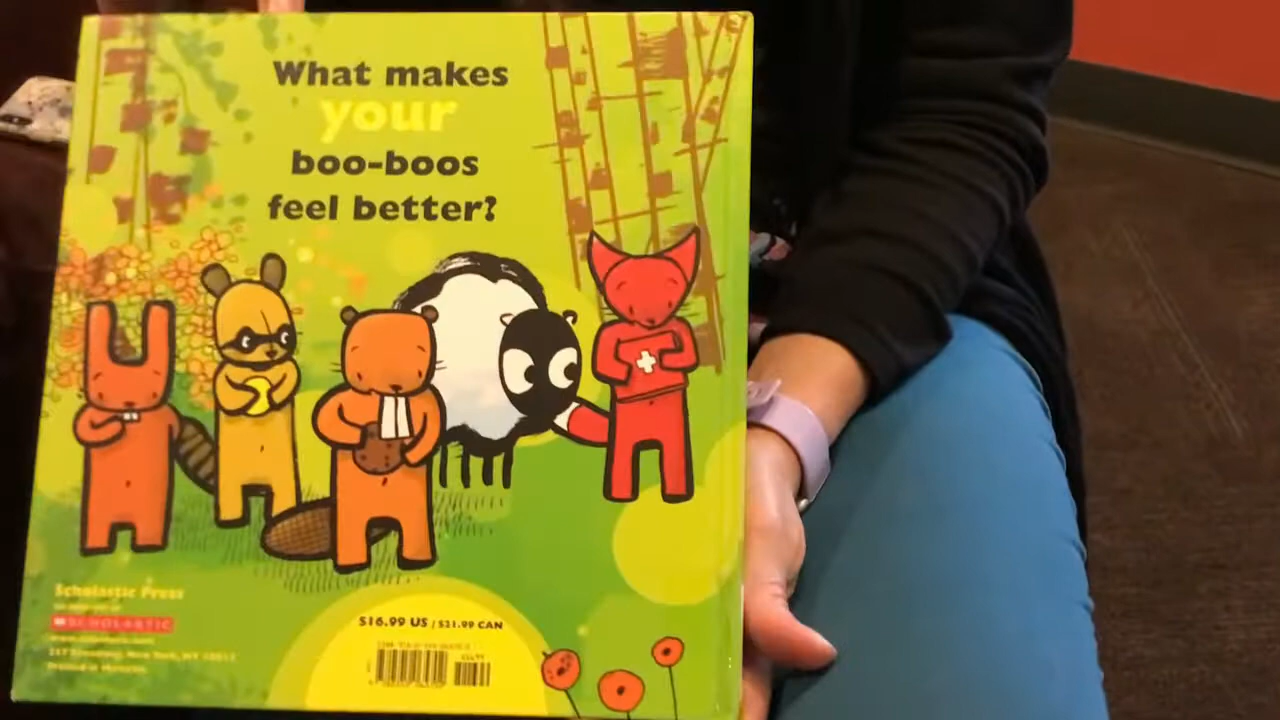 What makes
your
boo-boos
feel better?
Scholastic Press
SCHOLASTIC
$16.99 US / $21.99 CAN